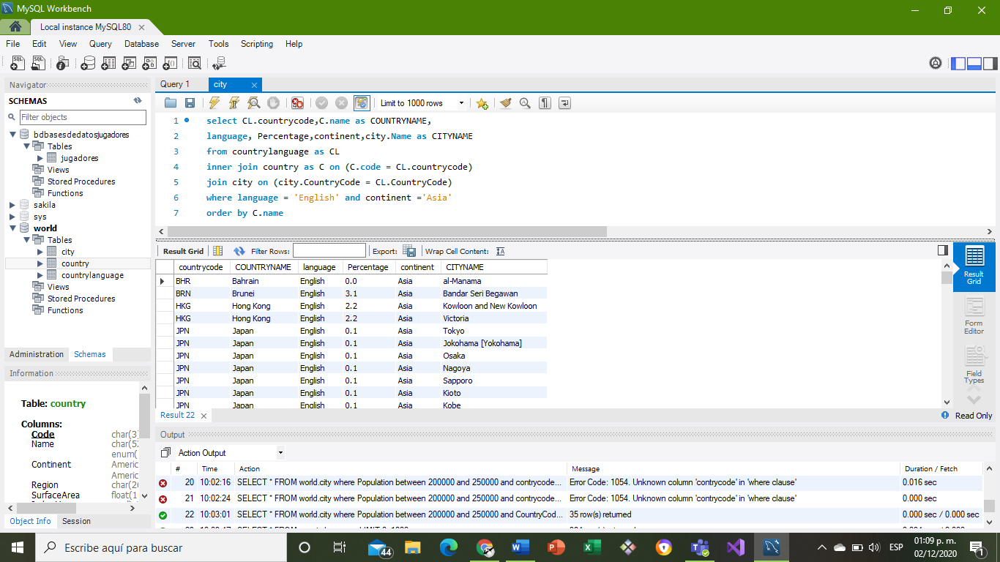 MySQL Workbench
Local instance MySQL80
File Edit View Query Database Server Tools Scripting Help
Navigator
SCHEMAS
Filter objects
bdbasesdedatosjugadores
Tables
jugadores
Views
Stored Procedures
Functions
sakila
sys
world
Tables
city
country
countrylanguage
Views
Stored Procedures
Functions
Administration Schemas
Information
Table: country
Columns:
Code char(3)
Name char(52
enum(
Continent Americ
Americ
Region char(26
SurfaceArea float(1
Object Info Session
Query 1 city
Limit to 1000 rows
1 select CL.countrycode,C.name as COUNTRYNAME,
2 language, Percentage,continent,city.Name as CITYNAME
3 from countrylanguage as CL
4 inner join country as C on (C.code = CL.countrycode)
5 join city on (city.CountryCode = CL.CountryCode)
6 where language = 'English' and continent ='Asia'
7 order by C.name
Result Grid Filter Rows: Export: Wrap Cell Content:
countrycode COUNTRYNAME language Percentage continent CITYNAME
BHR Bahrain English 0.0 Asia al-Manama
BRN Brunei English 3.1 Asia Bandar Seri Begawan
HKG Hong Kong English 2.2 Asia Kowloon and New Kowloon
HKG Hong Kong English 2.2 Asia Victoria
JPN Japan English 0.1 Asia Tokyo
JPN Japan English 0.1 Asia Jokohama [Yokohama]
JPN Japan English 0.1 Asia Osaka
JPN Japan English 0.1 Asia Nagoya
JPN Japan English 0.1 Asia Sapporo
JPN Japan English 0.1 Asia Kioto
JPN Japan English 0.1 Asia Kobe
Result Grid
Form Editor
Field Types
Result 22
Read Only
Output
Action Output
# Time Action Message Duration / Fetch
20 10:02:16 SELECT * FROM world.city where Population between 200000 and 250000 and contrycode... Error Code: 1054. Unknown column 'contrycode' in 'where clause' 0.016 sec
21 10:02:24 SELECT * FROM world.city where Population between 200000 and 250000 and contrycode... Error Code: 1054. Unknown column 'contrycode' in 'where clause' 0.000 sec
22 10:03:01 SELECT * FROM world.city where Population between 200000 and 250000 and CountryCod... 35 row(s) returned 0.000 sec / 0.000 sec
Escribe aquí para buscar
44
ESP
01:09 p. m.
02/12/2020
1